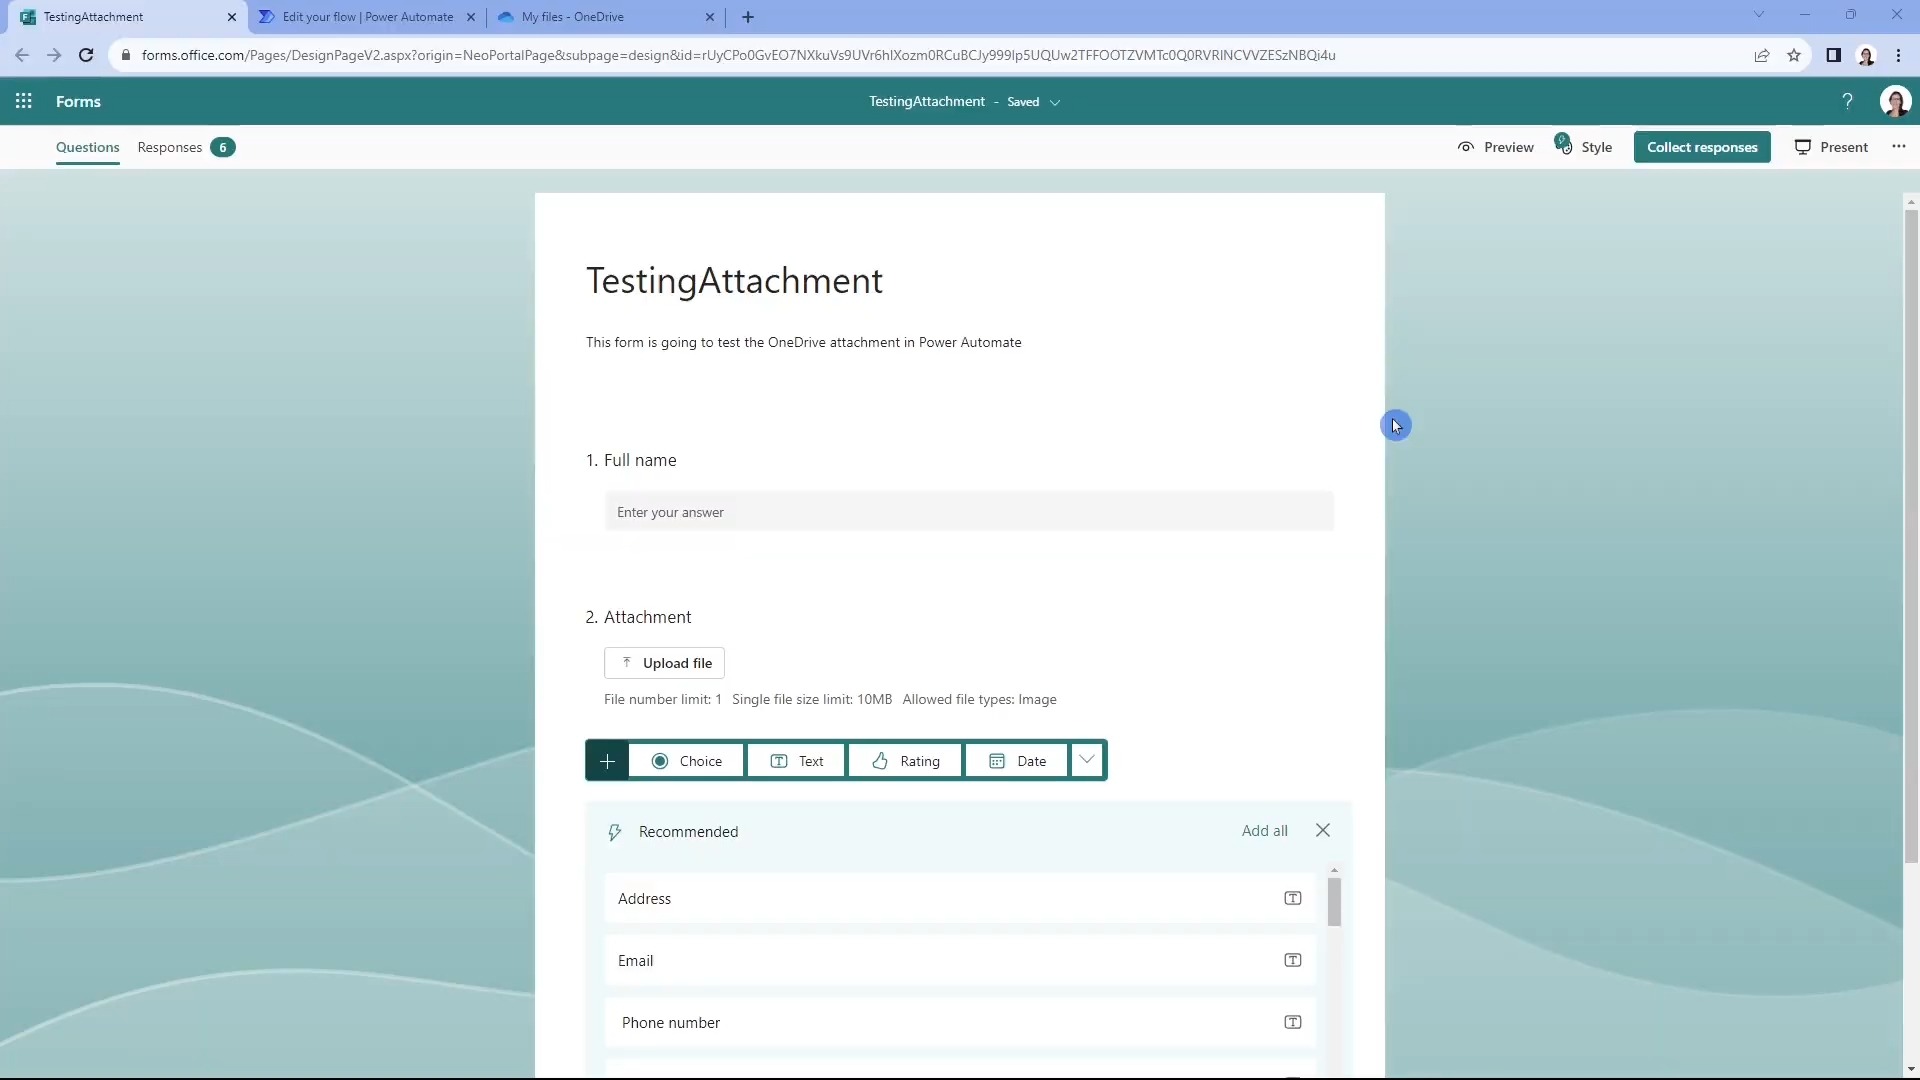 TestingAttachment
Edit your flow | Power Automate
My files - OneDrive
forms.office.com/Pages/DesignPageV2.aspx?origin=NeoPortalPage&subpage=design&id=rUyCPo0GvEO7NXkuVs9UVr6hlXozm0RCuBCJy999lp5UQUw2TFFOOTZVMTc0Q0RVRlNCVVZESzNBQi4u
Forms
TestingAttachment - Saved
?
Questions
Responses 6
Preview
Style
Collect responses
Present
TestingAttachment
This form is going to test the OneDrive attachment in Power Automate
1. Full name
Enter your answer
2. Attachment
Upload file
File number limit: 1 Single file size limit: 10MB Allowed file types: Image
Choice
Text
Rating
Date
Recommended
Add all
Address
Email
Phone number